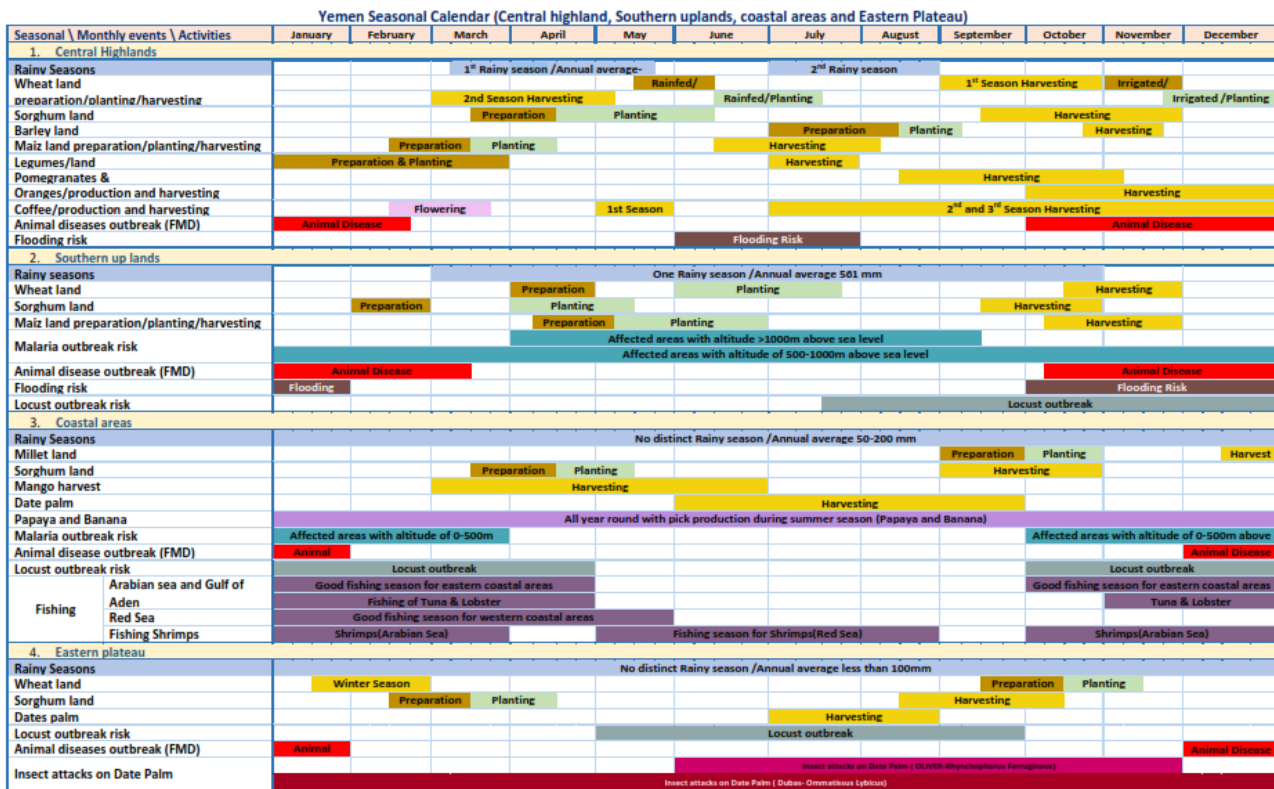 Yemen Seasonal Calendar (Central highland, Southern uplands, coastal areas and Eastern Plateau)
Seasonal \ Monthly events \ Activities January February March April May June July August September October November December
1. Central Highlands
Rainy Seasons 1st Rainy season /Annual average- 2nd Rainy season
Wheat land Rainfed/ 1st Season Harvesting Irrigated/
preparation/planting/harvesting 2nd Season Harvesting Rainfed/Planting Irrigated /Planting
Sorghum land Preparation Planting Harvesting
Barley land Preparation Planting Harvesting
Maiz land preparation/planting/harvesting Preparation Planting Harvesting
Legumes/land Preparation & Planting Harvesting
Pomegranates & Harvesting
Oranges/production and harvesting Harvesting
Coffee/production and harvesting Flowering 1st Season 2nd and 3rd Season Harvesting
Animal diseases outbreak (FMD) Animal Disease Animal Disease
Flooding risk Flooding Risk
2. Southern up lands
Rainy seasons One Rainy season /Annual average 561 mm
Wheat land Preparation Planting Harvesting
Sorghum land Preparation Planting Harvesting
Maiz land preparation/planting/harvesting Preparation Planting Harvesting
Malaria outbreak risk Affected areas with altitude >1000m above sea level
Affected areas with altitude of 500-1000m above sea level
Animal disease outbreak (FMD) Animal Disease Animal Disease
Flooding risk Flooding Flooding Risk
Locust outbreak risk Locust outbreak
3. Coastal areas
Rainy Seasons No distinct Rainy season /Annual average 50-200 mm
Millet land Preparation Planting Harvest
Sorghum land Preparation Planting Harvesting
Mango harvest Harvesting
Date palm Harvesting
Papaya and Banana All year round with pick production during summer season (Papaya and Banana)
Malaria outbreak risk Affected areas with altitude of 0-500m Affected areas with altitude of 0-500m above
Animal disease outbreak (FMD) Animal Animal Disease
Locust outbreak risk Locust outbreak Locust outbreak
Fishing Arabian sea and Gulf of Good fishing season for eastern coastal areas Good fishing season for eastern coastal areas
Aden Fishing of Tuna & Lobster Tuna & Lobster
Red Sea Good fishing season for western coastal areas
Fishing Shrimps Shrimps(Arabian Sea) Fishing season for Shrimps(Red Sea) Shrimps(Arabian Sea)
4. Eastern plateau
Rainy Seasons No distinct Rainy season /Annual average less than 100mm
Wheat land Winter Season Preparation Planting
Sorghum land Preparation Planting Harvesting
Dates palm Harvesting
Locust outbreak risk Locust outbreak
Animal diseases outbreak (FMD) Animal Animal Disease
Insect attacks on Date Palm Insect attacks on Date Palm ( OLIVER-Rhynchophorus Ferrugineus)
Insect attacks on Date Palm ( Dubas- Ommatissus Lybicus)